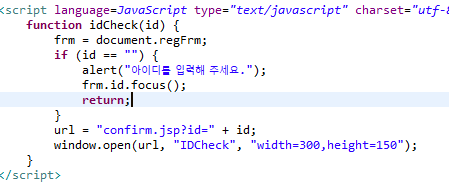 <script language=JavaScript type="text/javascript" charset="utf-8
function idCheck(id) {
frm = document.regFrm;
if (id == "") {
alert("아이디를 입력해 주세요.");
frm.id.focus();
return;
}
url = "confirm.jsp?id=" + id;
window.open(url, "IDCheck", "width=300,height=150");
}
</script>